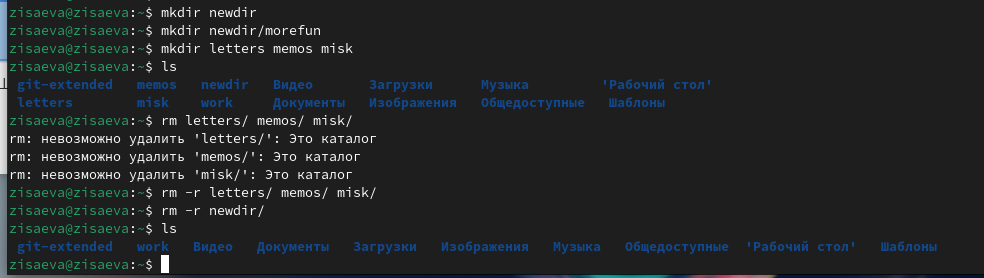 zisaeva@zisaeva:~$ mkdir newdir
zisaeva@zisaeva:~$ mkdir newdir/morefun
zisaeva@zisaeva:~$ mkdir letters memos misk
zisaeva@zisaeva:~$ ls
git-extended memos newdir Видео Загрузки Музыка 'Рабочий стол'
letters misk work Документы Изображения Общедоступные Шаблоны
zisaeva@zisaeva:~$ rm letters/ memos/ misk/
rm: невозможно удалить 'letters/': Это каталог
rm: невозможно удалить 'memos/': Это каталог
rm: невозможно удалить 'misk/': Это каталог
zisaeva@zisaeva:~$ rm -r letters/ memos/ misk/
zisaeva@zisaeva:~$ rm -r newdir/
zisaeva@zisaeva:~$ ls
git-extended work Видео Документы Загрузки Изображения Музыка Общедоступные 'Рабочий стол' Шаблоны
zisaeva@zisaeva:~$